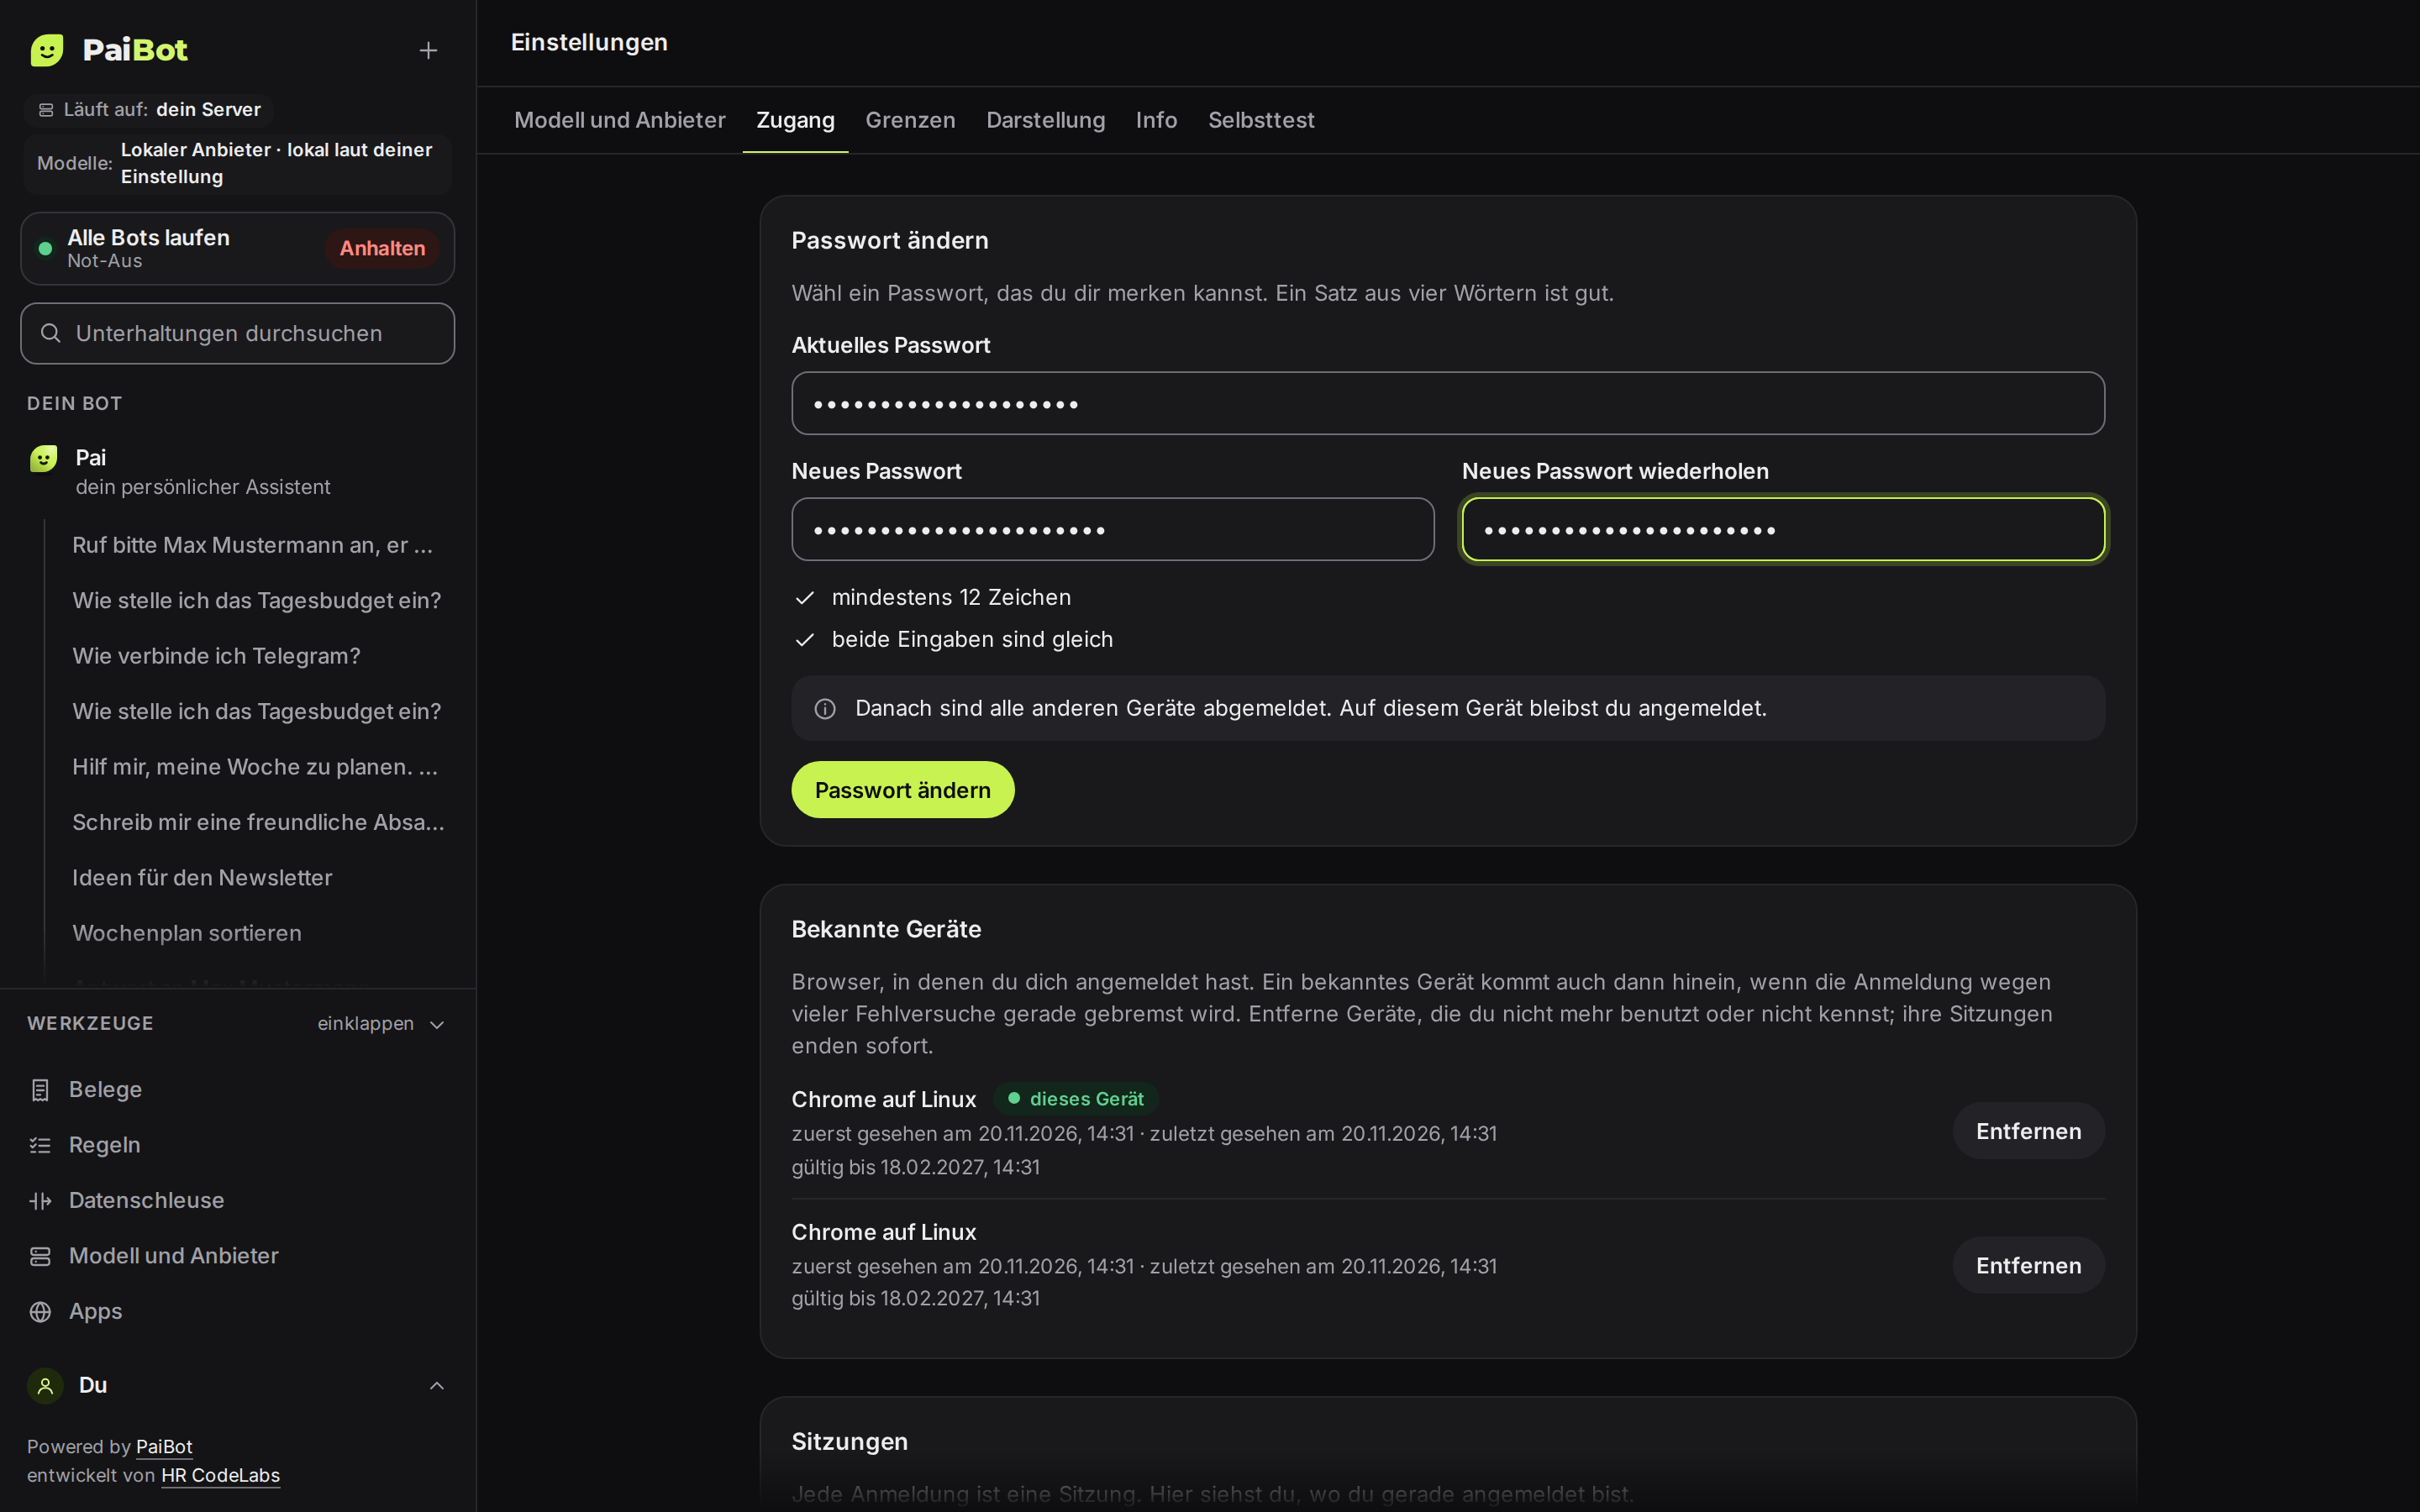 PaiBot
Läuft auf: dein Server
Modelle: Lokaler Anbieter · lokal laut deiner Einstellung
Alle Bots laufen
Not-Aus
Anhalten
Unterhaltungen durchsuchen
DEIN BOT
Pai
dein persönlicher Assistent
Ruf bitte Max Mustermann an, er ...
Wie stelle ich das Tagesbudget ein?
Wie verbinde ich Telegram?
Wie stelle ich das Tagesbudget ein?
Hilf mir, meine Woche zu planen. ...
Schreib mir eine freundliche Absa...
Ideen für den Newsletter
Wochenplan sortieren
WERKZEUGE
einklappen
Belege
Regeln
Datenschleuse
Modell und Anbieter
Apps
Du
Powered by PaiBot
entwickelt von HR CodeLabs
Einstellungen
Modell und Anbieter
Zugang
Grenzen
Darstellung
Info
Selbsttest
Passwort ändern
Wähl ein Passwort, das du dir merken kannst. Ein Satz aus vier Wörtern ist gut.
Aktuelles Passwort
Neues Passwort
Neues Passwort wiederholen
mindestens 12 Zeichen
beide Eingaben sind gleich
Danach sind alle anderen Geräte abgemeldet. Auf diesem Gerät bleibst du angemeldet.
Passwort ändern
Bekannte Geräte
Browser, in denen du dich angemeldet hast. Ein bekanntes Gerät kommt auch dann hinein, wenn die Anmeldung wegen
vieler Fehlversuche gerade gebremst wird. Entferne Geräte, die du nicht mehr benutzt oder nicht kennst; ihre Sitzungen
enden sofort.
Chrome auf Linux
dieses Gerät
zuerst gesehen am 20.11.2026, 14:31 · zuletzt gesehen am 20.11.2026, 14:31
gültig bis 18.02.2027, 14:31
Entfernen
Chrome auf Linux
zuerst gesehen am 20.11.2026, 14:31 · zuletzt gesehen am 20.11.2026, 14:31
gültig bis 18.02.2027, 14:31
Entfernen
Sitzungen
Jede Anmeldung ist eine Sitzung. Hier siehst du, wo du gerade angemeldet bist.